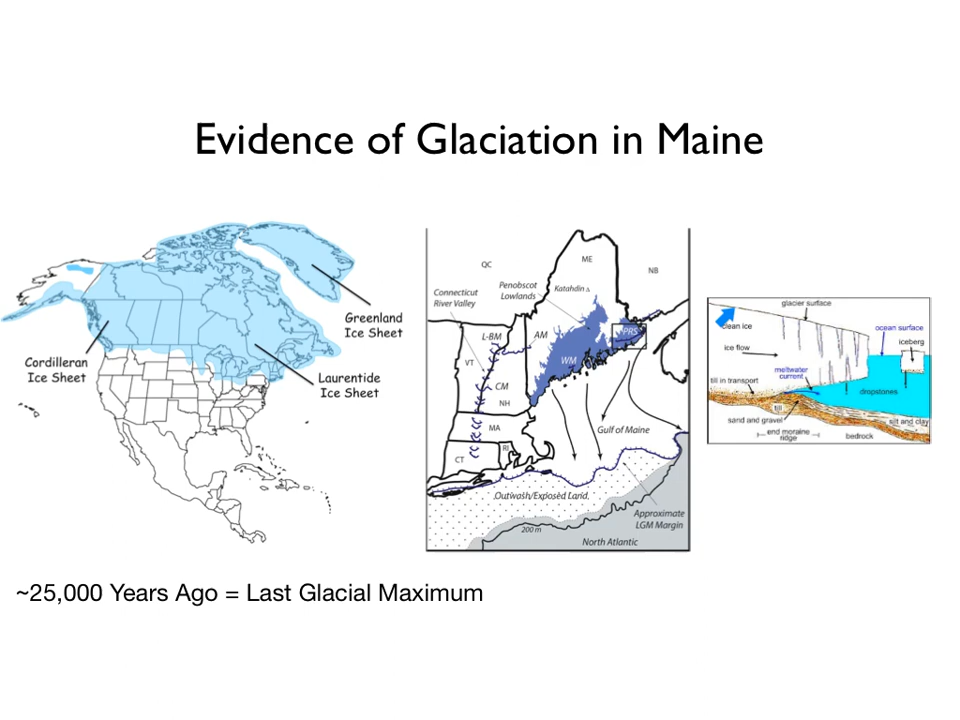 Evidence of Glaciation in Maine
Greenland
Ice Sheet
Cordilleran
Ice Sheet
Laurentide
Ice Sheet
QC
ME
NB
Connecticut
River Valley
Penobscot
Lowlands
Katahdin
L-BM
AM
PRS
VT
WM
CM
NH
MA
Gulf of Maine
CT
RI
Outwash/Exposed Land
Approximate
LGM Margin
200 m
North Atlantic
glacier surface
ocean surface
iceberg
ice flow
meltwater
current
till in transport
dropstones
till
sand and gravel
silt and clay
end moraine
ridge
bedrock
~25,000 Years Ago = Last Glacial Maximum